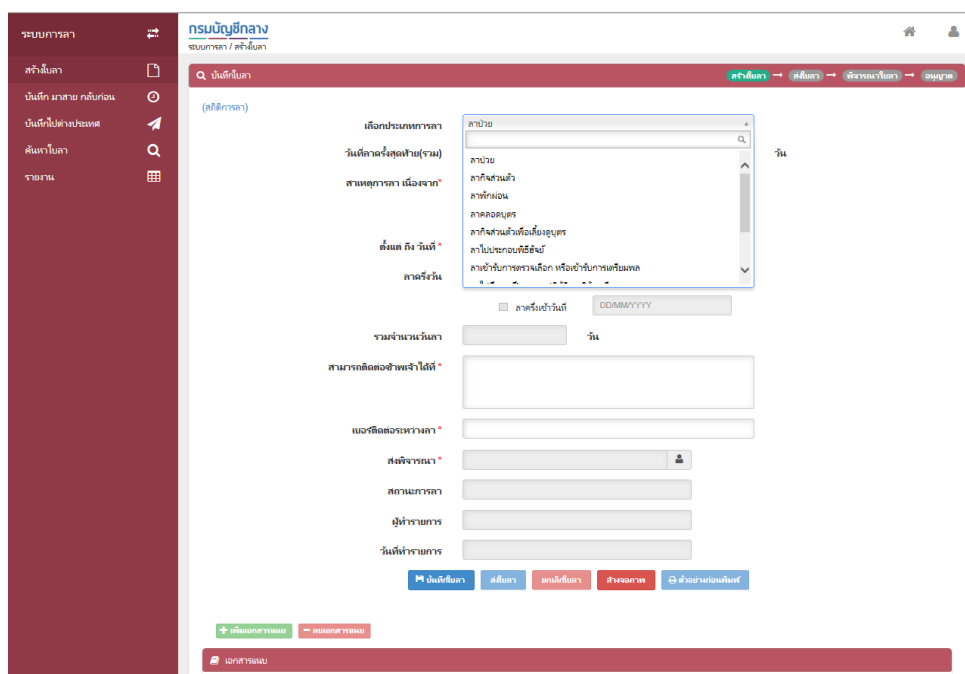 ระบบการลา
กรมบัญชีกลาง
ระบบการลา / สร้างใบลา
สร้างใบลา
บันทึก มาสาย กลับก่อน
บันทึกไปต่างประเทศ
ค้นหาใบลา
รายงาน
บันทึกใบลา
สร้างใบลา → ส่งใบลา → พิจารณาใบลา → อนุญาต
(สถิติการลา)
เลือกประเภทการลา ลาป่วย
วันที่ลาครั้งสุดท้าย(รวม) วัน
ลาป่วย
ลากิจส่วนตัว
สาเหตุการลา เนื่องจาก*
ลาพักผ่อน
ลาคลอดบุตร
ลากิจส่วนตัวเพื่อเลี้ยงดูบุตร
ตั้งแต่ ถึง วันที่ *
ลาไปประกอบพิธีฮัจย์
ลาเข้ารับการตรวจเลือก หรือเข้ารับการเตรียมพล
ลาครึ่งวัน
ลาครึ่งเช้าวันที่ DD/MM/YYYY
รวมจำนวนวันลา วัน
สามารถติดต่อข้าพเจ้าได้ที่ *
เบอร์ติดต่อระหว่างลา *
ส่งพิจารณา *
สถานะการลา
ผู้ทำรายการ
วันที่ทำรายการ
บันทึกใบลา ส่งใบลา ยกเลิกใบลา ล้างจอภาพ ตัวอย่างก่อนพิมพ์
เพิ่มเอกสารแนบ ลบเอกสารแนบ
เอกสารแนบ